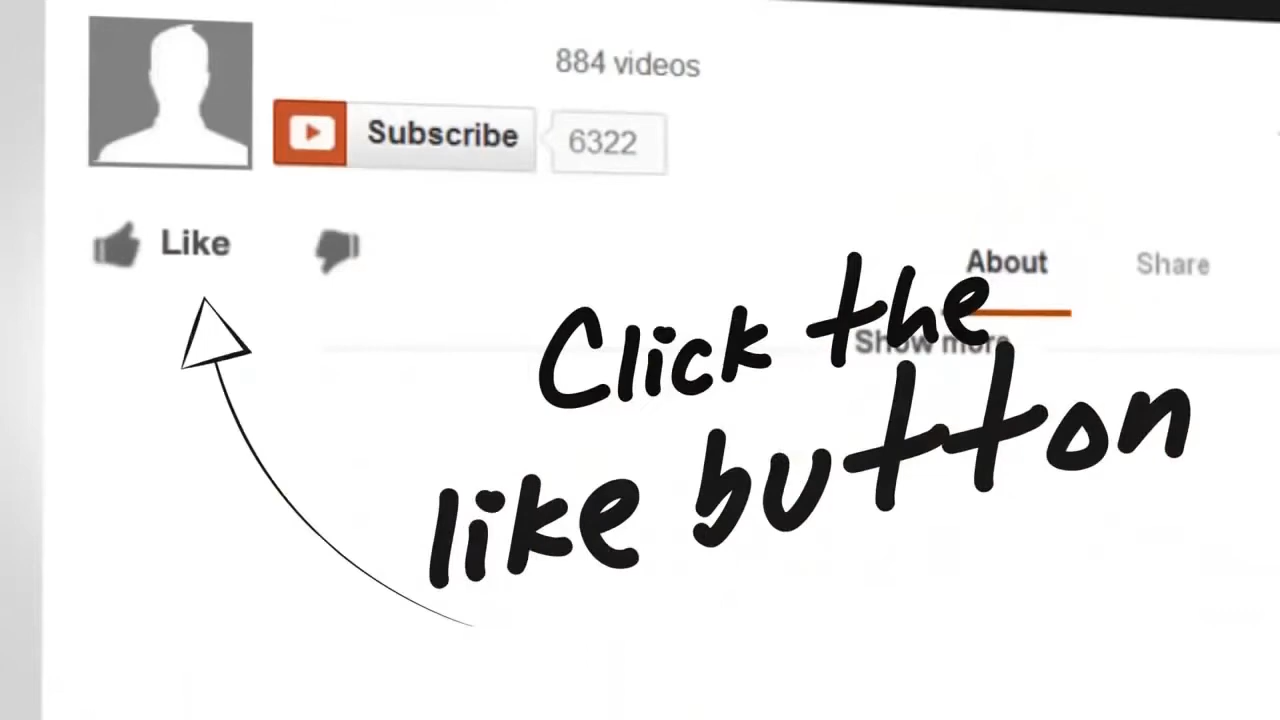 884 videos
Subscribe 6322
Like
About Share
Show more
Click the
like button